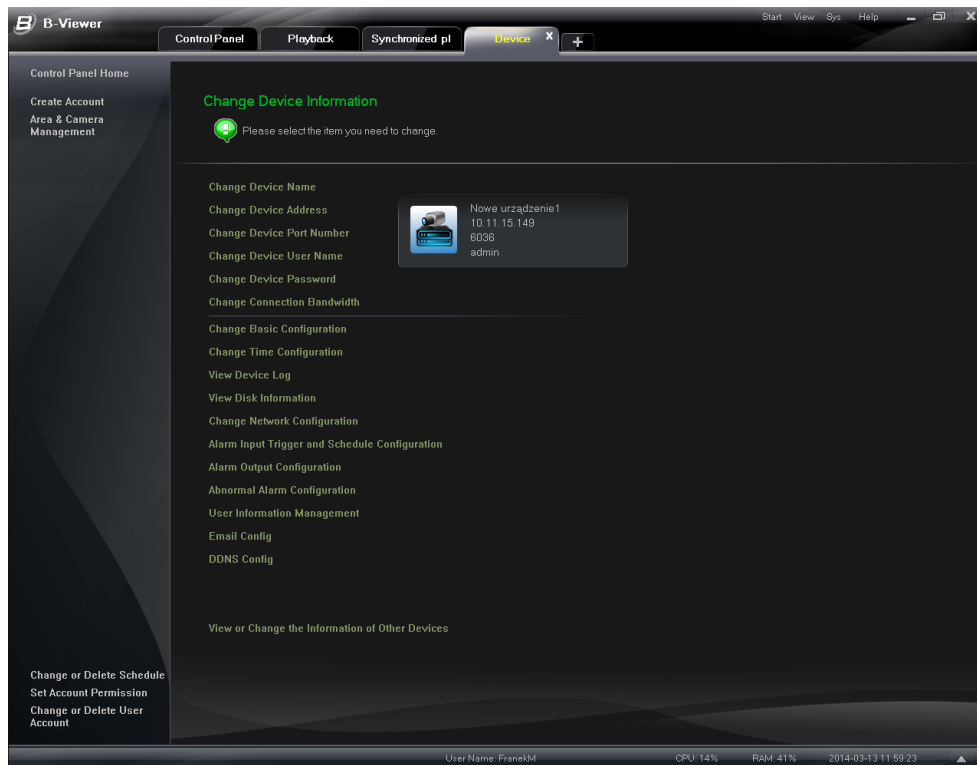 B-Viewer
Start View Sys Help
Control Panel Playback Synchronized pl Device x +
Control Panel Home
Create Account
Area & Camera
Management
Change Device Information
Please select the item you need to change.
Change Device Name
Change Device Address
Change Device Port Number
Change Device User Name
Change Device Password
Change Connection Bandwidth
Nowe urządzenie1
10.11.15.149
6036
admin
Change Basic Configuration
Change Time Configuration
View Device Log
View Disk Information
Change Network Configuration
Alarm Input Trigger and Schedule Configuration
Alarm Output Configuration
Abnormal Alarm Configuration
User Information Management
Email Config
DDNS Config
View or Change the Information of Other Devices
Change or Delete Schedule
Set Account Permission
Change or Delete User
Account
User Name: FranekM CPU: 14% RAM: 41% 2014-03-13 11:59:23